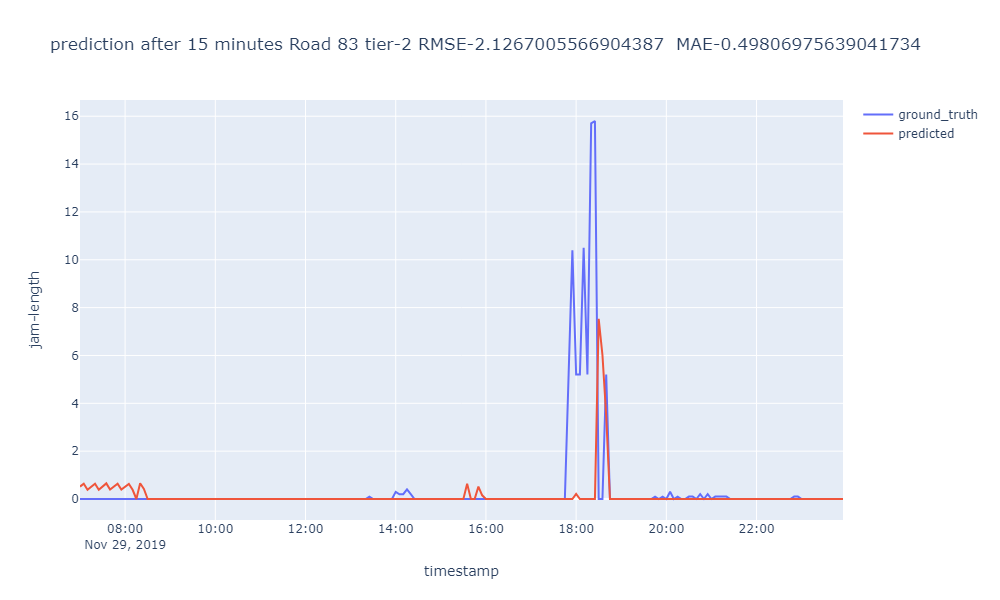 prediction after 15 minutes Road 83 tier-2 RMSE-2.1267005566904387  MAE-0.49806975639041734
ground_truth
predicted
jam-length
16
14
12
10
8
6
4
2
0
08:00 10:00 12:00 14:00 16:00 18:00 20:00 22:00
Nov 29, 2019
timestamp